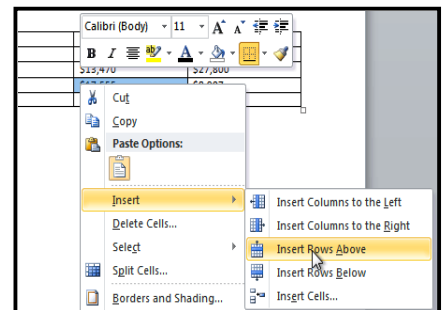 Calibri (Body) 11 A A
B I ab A
$13,470 $27,800
Cut
Copy
Paste Options:
Insert
Insert Columns to the Left
Delete Cells...
Insert Columns to the Right
Select
Insert Rows Above
Split Cells...
Insert Rows Below
Borders and Shading...
Insert Cells...